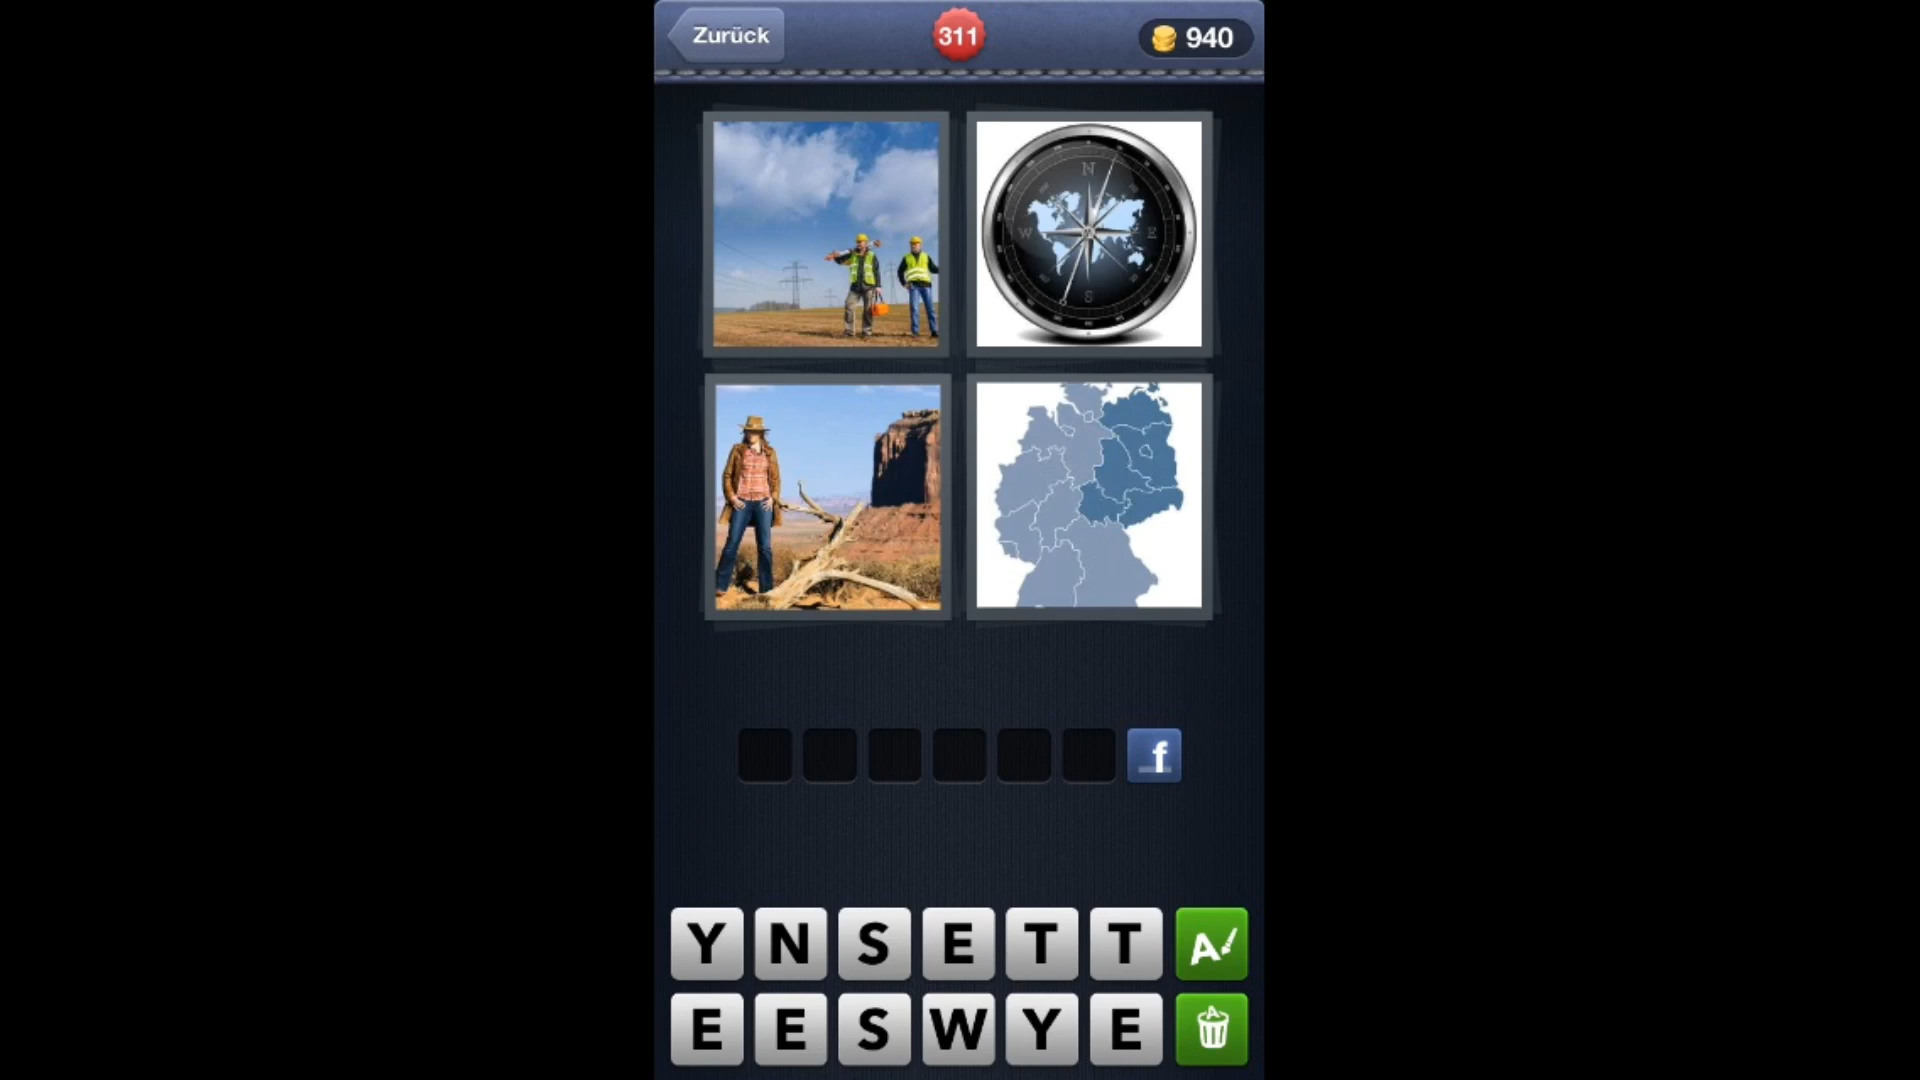 Zurück
311
940
N
W E
S
f
Y N S E T T A
E E S W Y E A